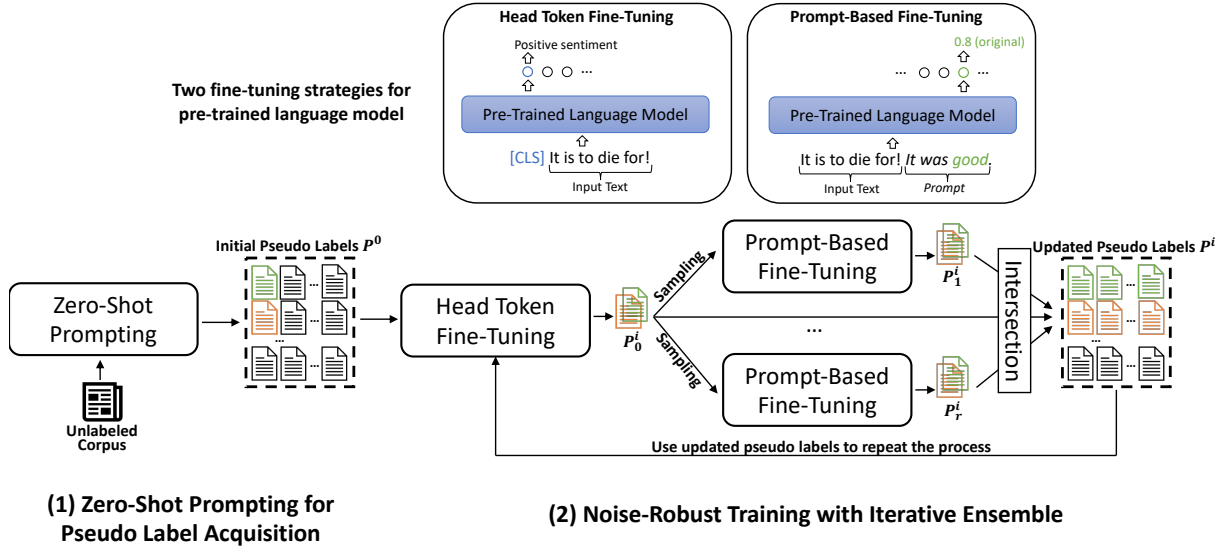 Two fine-tuning strategies for
pre-trained language model
Head Token Fine-Tuning
Positive sentiment
...
Pre-Trained Language Model
[CLS] It is to die for!
Input Text
Prompt-Based Fine-Tuning
0.8 (original)
... ...
Pre-Trained Language Model
It is to die for! It was good.
Input Text Prompt
Zero-Shot
Prompting
Unlabeled
Corpus
Initial Pseudo Labels P^0
...
...
...
...
Head Token
Fine-Tuning
P_0^i
Sampling
Sampling
Prompt-Based
Fine-Tuning
P_1^i
...
Prompt-Based
Fine-Tuning
P_r^i
Intersection
Updated Pseudo Labels P^i
...
...
...
...
Use updated pseudo labels to repeat the process
(1) Zero-Shot Prompting for
Pseudo Label Acquisition
(2) Noise-Robust Training with Iterative Ensemble